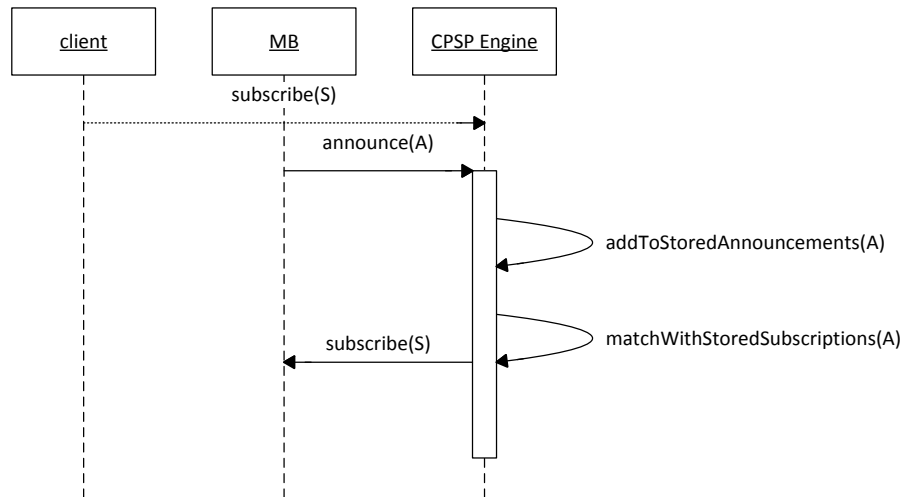 client
MB
CPSP Engine
subscribe(S)
announce(A)
addToStoredAnnouncements(A)
matchWithStoredSubscriptions(A)
subscribe(S)